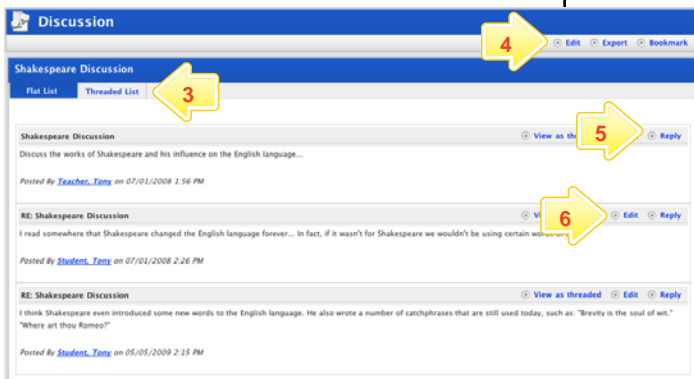 Discussion
4
Edit Export Bookmark
Shakespeare Discussion
Flat List Threaded List 3
5
Shakespeare Discussion View as Reply
Discuss the works of Shakespeare and his influence on the English language...
Posted By Teacher, Tony on 07/01/2008 1:56 PM
6
RE: Shakespeare Discussion Edit Reply
I read somewhere that Shakespeare changed the English language forever... In fact, if it wasn't for Shakespeare we wouldn't be using certain
Posted By Student, Tony on 07/01/2008 2:26 PM
RE: Shakespeare Discussion View as threaded Edit Reply
I think Shakespeare even introduced some new words to the English language. He also wrote a number of catchphrases that are still used today, such as: "Brevity is the soul of wit."
"Where art thou Romeo?"
Posted By Student, Tony on 05/05/2009 2:15 PM